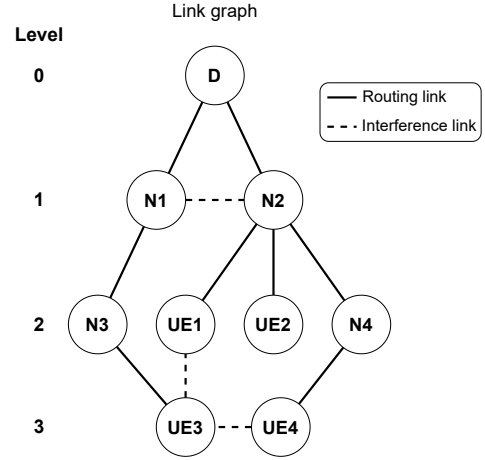 Link graph
Level
0
D
Routing link
Interference link
1
N1
N2
2
N3
UE1
UE2
N4
3
UE3
UE4